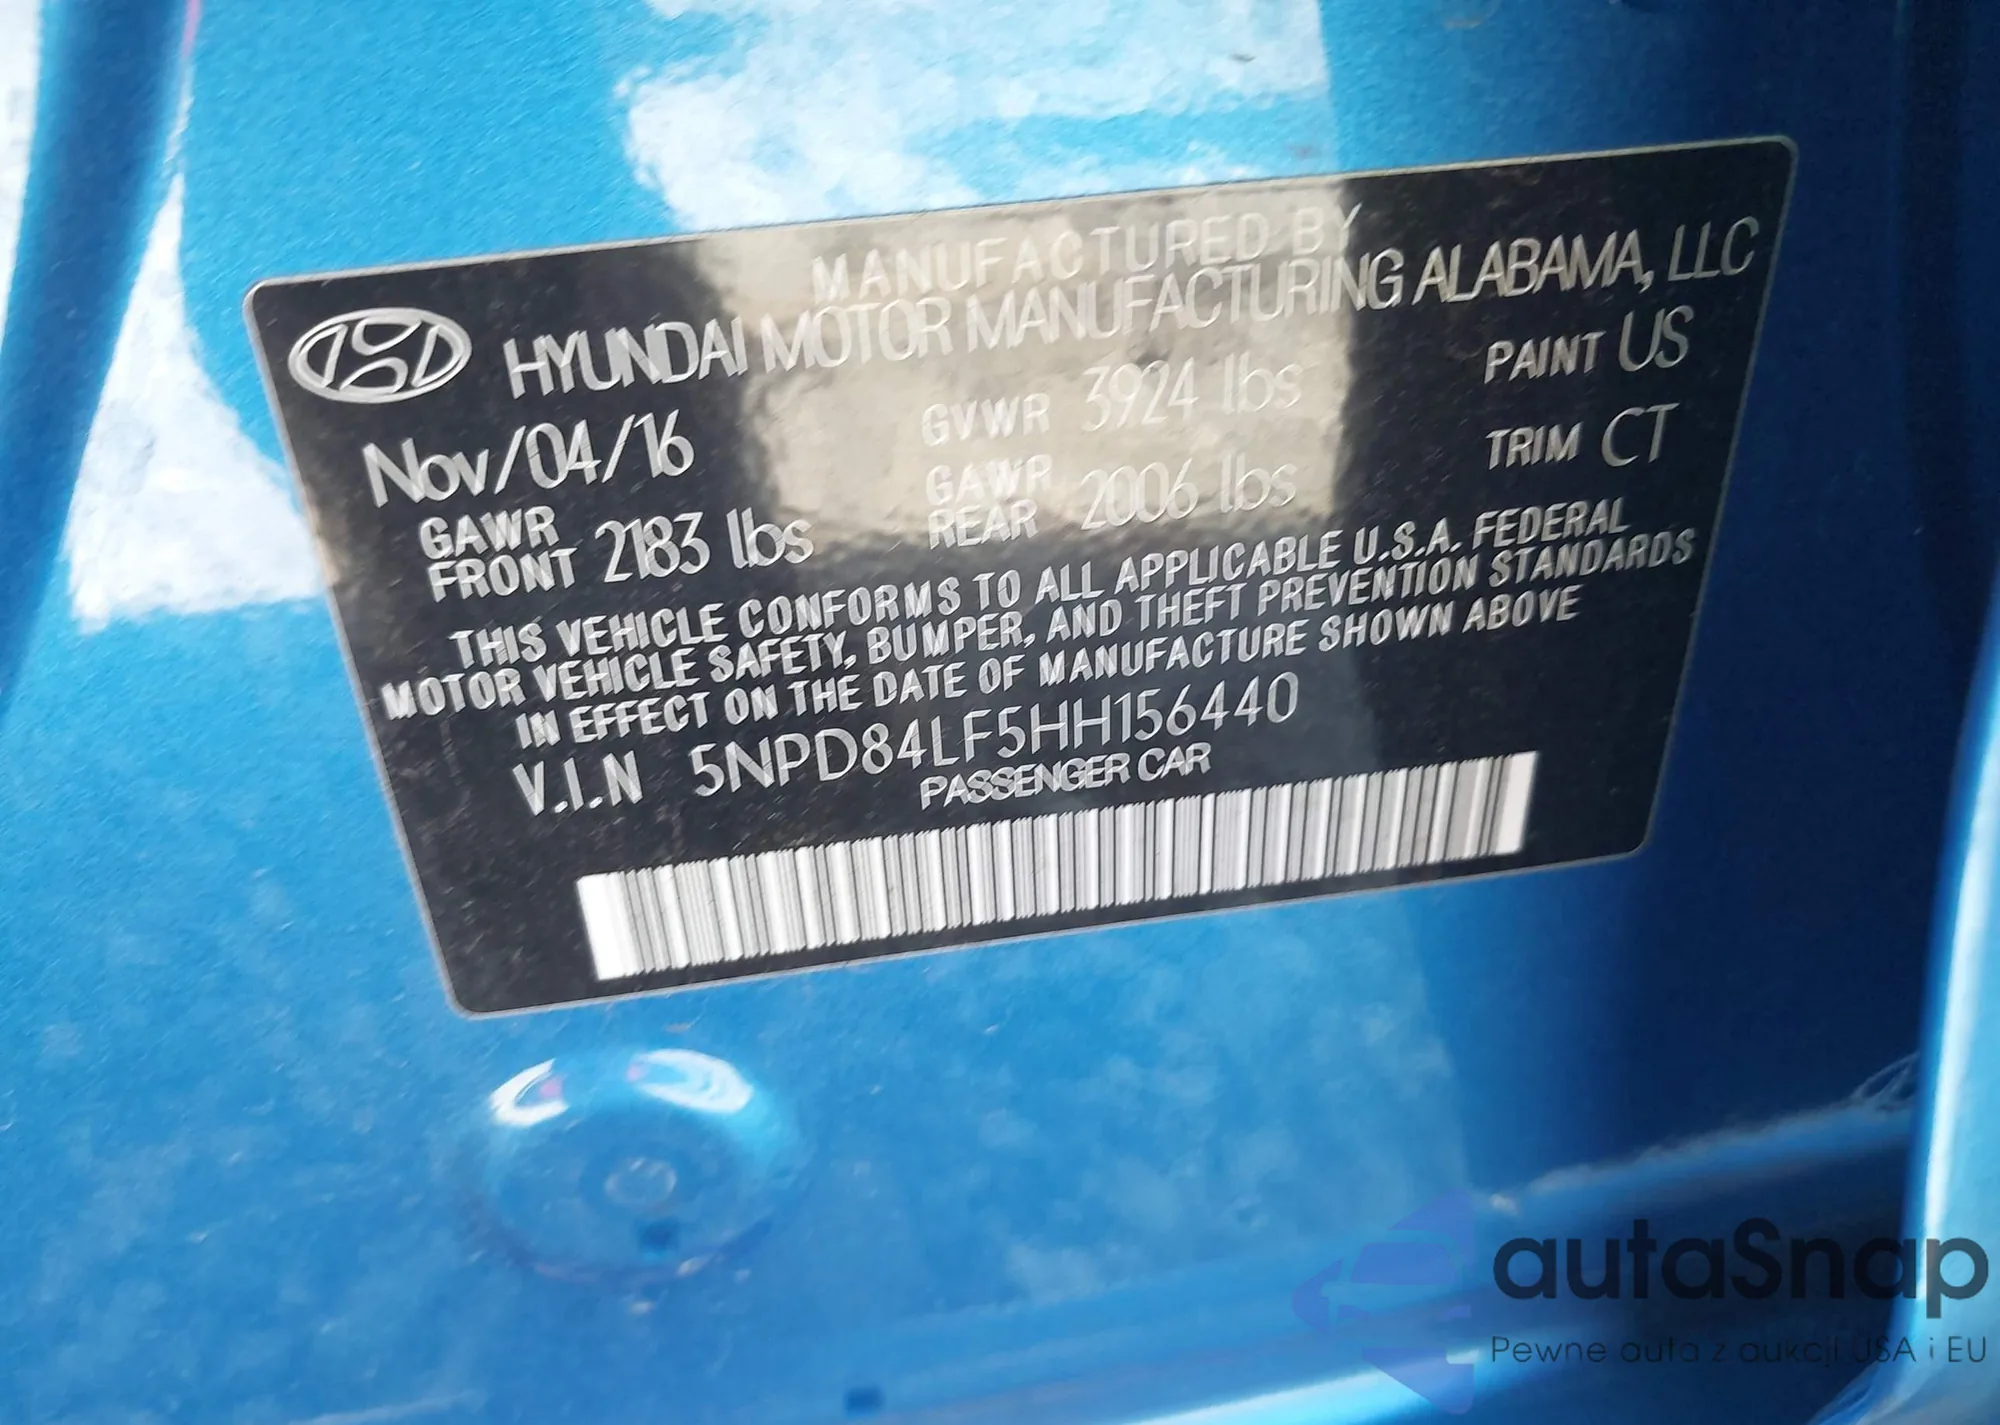 MANUFACTURED BY
HYUNDAI MOTOR MANUFACTURING ALABAMA, LLC
Nov/04/16 GVWR 3924 lbs PAINT US
GAWR FRONT 2183 lbs GAWR REAR 2006 lbs TRIM CT
THIS VEHICLE CONFORMS TO ALL APPLICABLE U.S.A. FEDERAL
MOTOR VEHICLE SAFETY, BUMPER, AND THEFT PREVENTION STANDARDS
IN EFFECT ON THE DATE OF MANUFACTURE SHOWN ABOVE
V.I.N 5NPD84LF5HH156440
PASSENGER CAR
autaSnap
Pewne auta z aukcji USA i EU